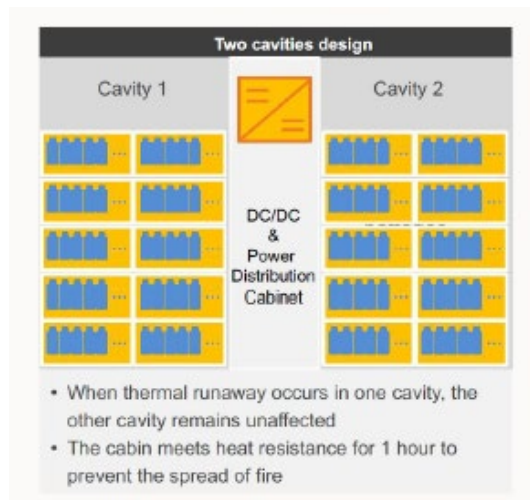 Two cavities design
Cavity 1
Cavity 2
DC/DC
&
Power
Distribution
Cabinet
• When thermal runaway occurs in one cavity, the
other cavity remains unaffected
• The cabin meets heat resistance for 1 hour to
prevent the spread of fire